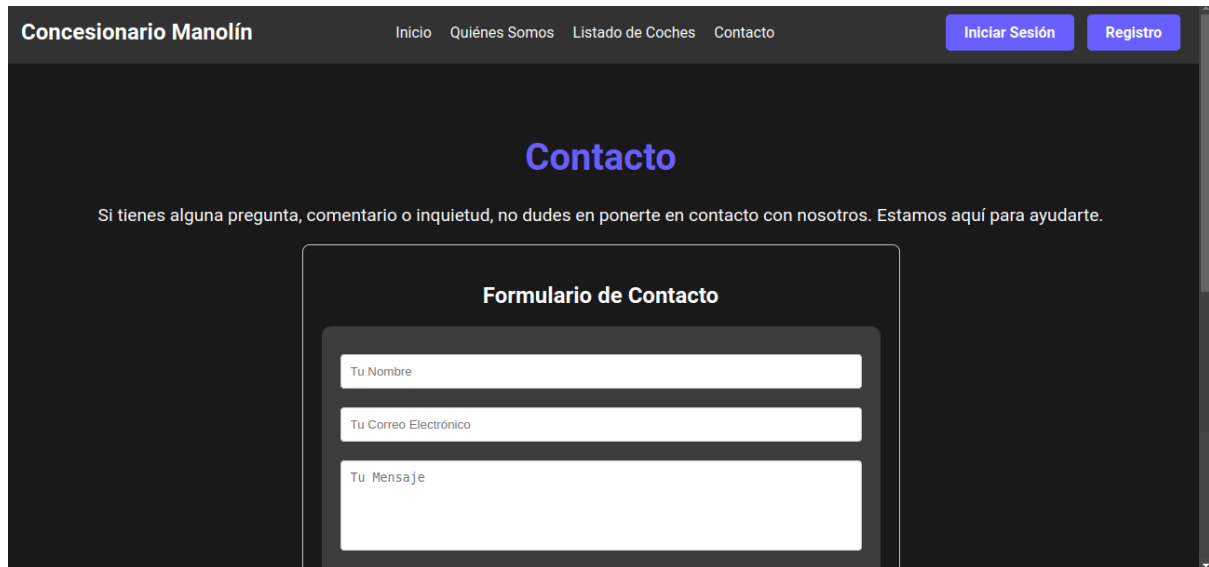 Concesionario Manolín
Inicio Quiénes Somos Listado de Coches Contacto
Iniciar Sesión Registro
Contacto
Si tienes alguna pregunta, comentario o inquietud, no dudes en ponerte en contacto con nosotros. Estamos aquí para ayudarte.
Formulario de Contacto
Tu Nombre
Tu Correo Electrónico
Tu Mensaje